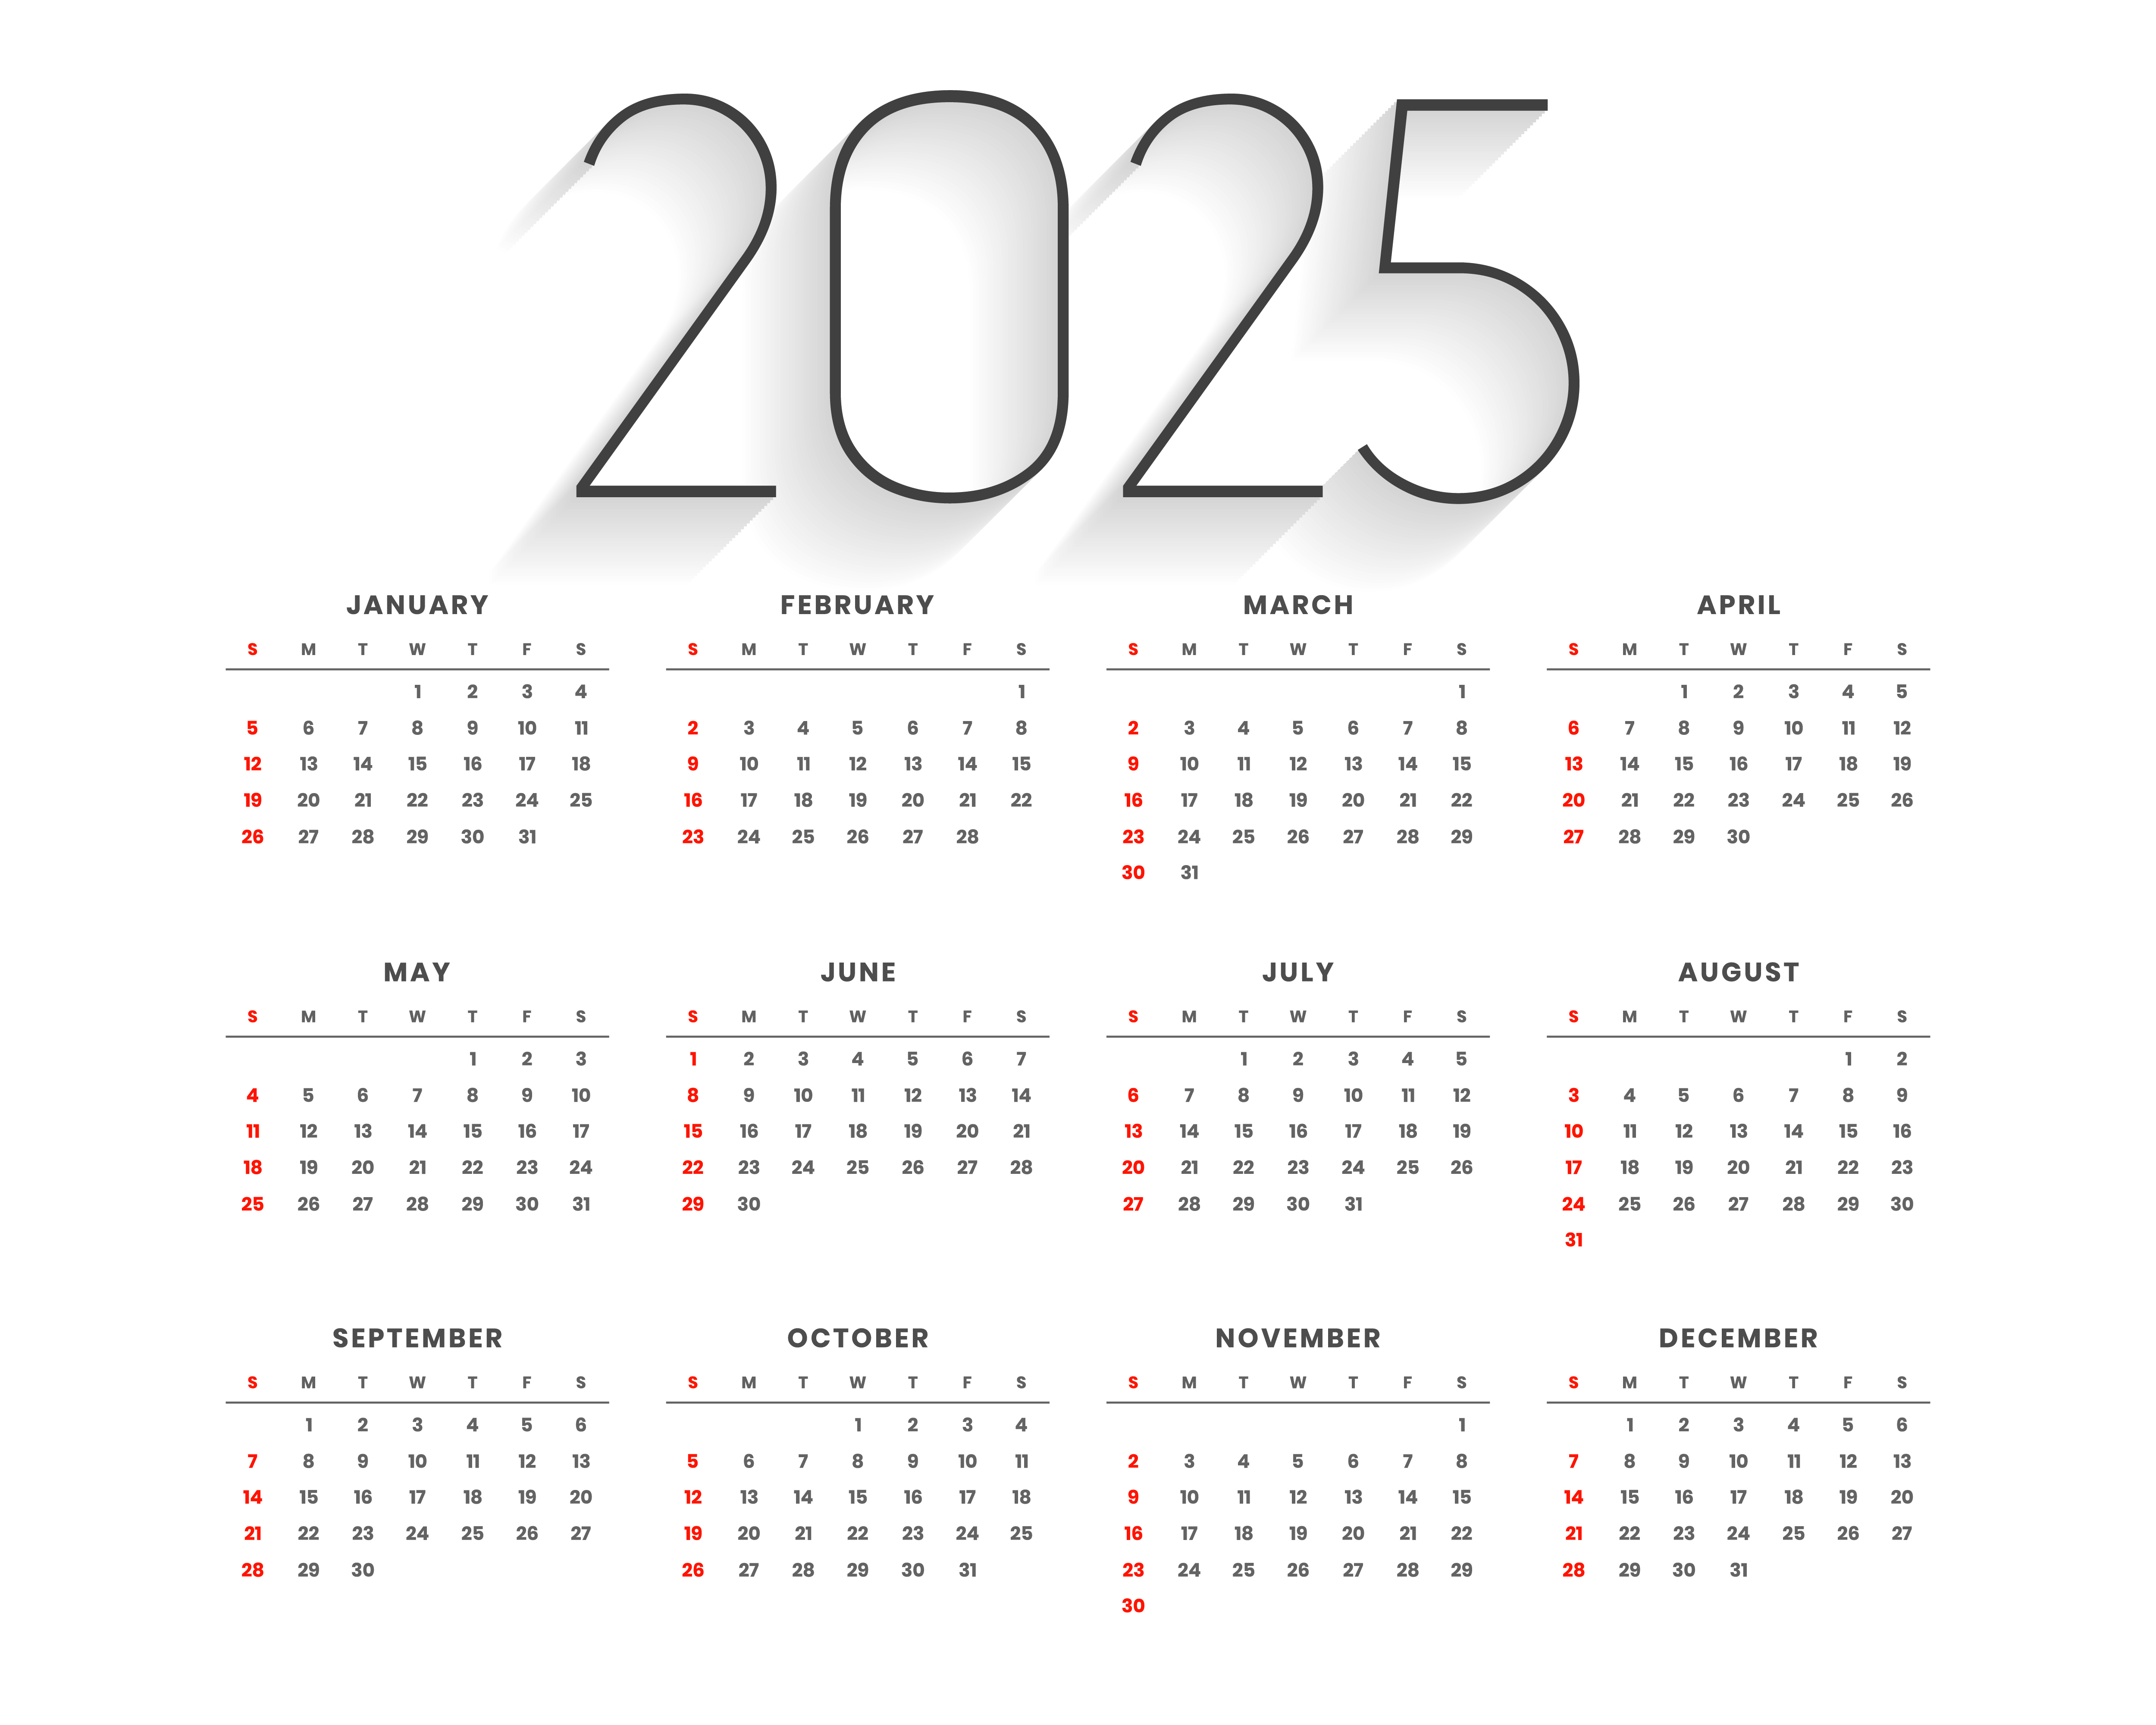 2025
JANUARY
S M T W T F S
1 2 3 4
5 6 7 8 9 10 11
12 13 14 15 16 17 18
19 20 21 22 23 24 25
26 27 28 29 30 31
FEBRUARY
S M T W T F S
1
2 3 4 5 6 7 8
9 10 11 12 13 14 15
16 17 18 19 20 21 22
23 24 25 26 27 28
MARCH
S M T W T F S
1
2 3 4 5 6 7 8
9 10 11 12 13 14 15
16 17 18 19 20 21 22
23 24 25 26 27 28 29
30 31
APRIL
S M T W T F S
1 2 3 4 5
6 7 8 9 10 11 12
13 14 15 16 17 18 19
20 21 22 23 24 25 26
27 28 29 30
MAY
S M T W T F S
1 2 3
4 5 6 7 8 9 10
11 12 13 14 15 16 17
18 19 20 21 22 23 24
25 26 27 28 29 30 31
JUNE
S M T W T F S
1 2 3 4 5 6 7
8 9 10 11 12 13 14
15 16 17 18 19 20 21
22 23 24 25 26 27 28
29 30
JULY
S M T W T F S
1 2 3 4 5
6 7 8 9 10 11 12
13 14 15 16 17 18 19
20 21 22 23 24 25 26
27 28 29 30 31
AUGUST
S M T W T F S
1 2
3 4 5 6 7 8 9
10 11 12 13 14 15 16
17 18 19 20 21 22 23
24 25 26 27 28 29 30
31
SEPTEMBER
S M T W T F S
1 2 3 4 5 6
7 8 9 10 11 12 13
14 15 16 17 18 19 20
21 22 23 24 25 26 27
28 29 30
OCTOBER
S M T W T F S
1 2 3 4
5 6 7 8 9 10 11
12 13 14 15 16 17 18
19 20 21 22 23 24 25
26 27 28 29 30 31
NOVEMBER
S M T W T F S
1
2 3 4 5 6 7 8
9 10 11 12 13 14 15
16 17 18 19 20 21 22
23 24 25 26 27 28 29
30
DECEMBER
S M T W T F S
1 2 3 4 5 6
7 8 9 10 11 12 13
14 15 16 17 18 19 20
21 22 23 24 25 26 27
28 29 30 31